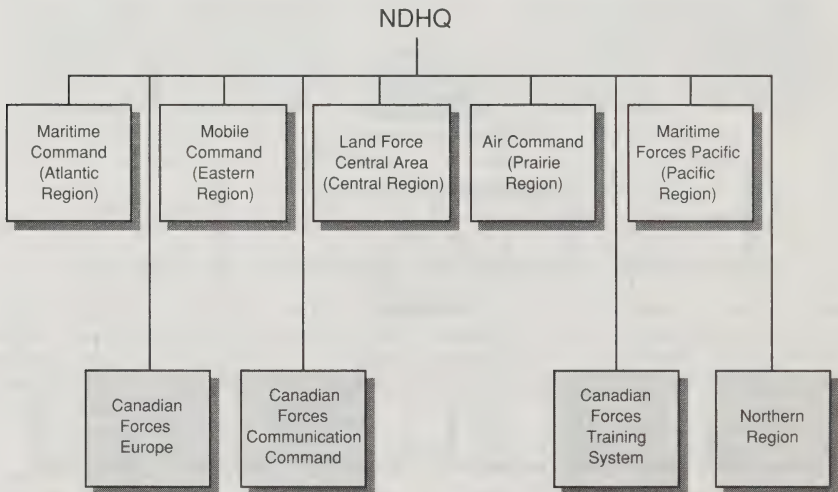 NDHQ
Maritime
Command
(Atlantic
Region)
Mobile
Command
(Eastern
Region)
Land Force
Central Area
(Central Region)
Air Command
(Prairie
Region)
Maritime
Forces Pacific
(Pacific
Region)
Canadian
Forces
Europe
Canadian
Forces
Communication
Command
Canadian
Forces
Training
System
Northern
Region